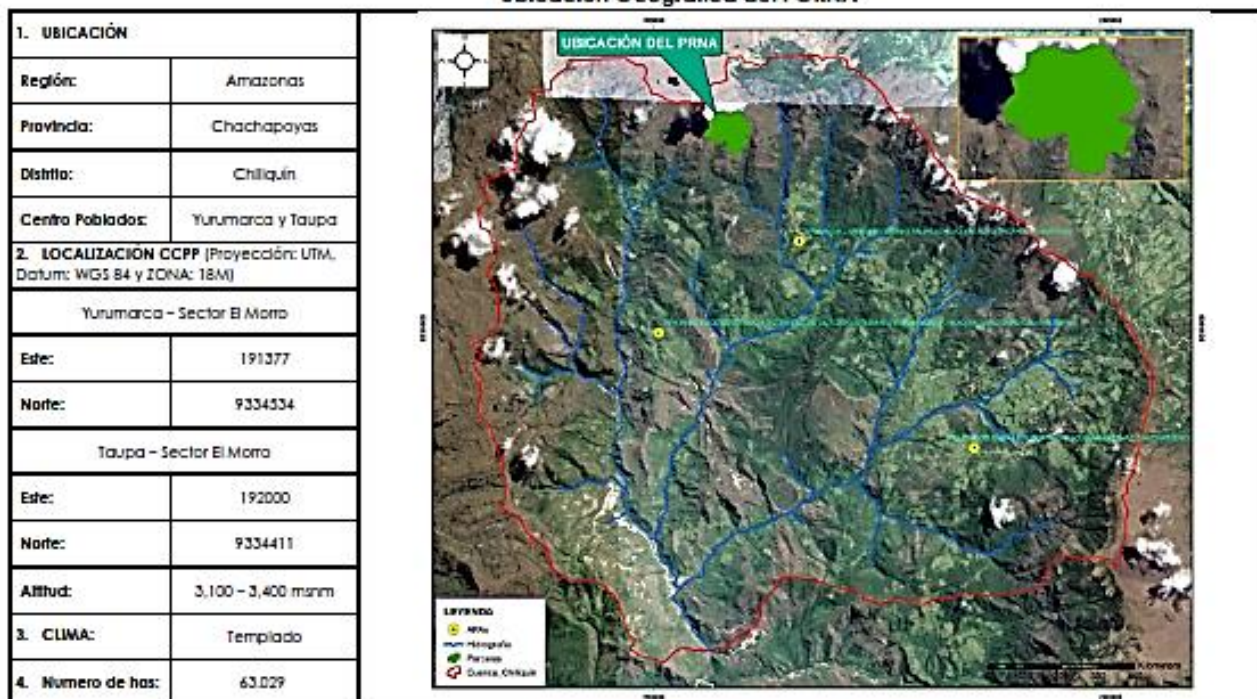 1. UBICACIÓN
Región: Amazonas
Provincia: Chachapoyas
Distrito: Chiliquín
Centro Poblados: Yurumarca y Taupa
2. LOCALIZACIÓN CCPP (Proyección: UTM, Datum: WGS 84 y ZONA: 18M)
Yurumarca – Sector El Morro
Este: 191377
Norte: 9334534
Taupa – Sector El Morro
Este: 192000
Norte: 9334411
Altitud: 3,100 – 3,400 msnm
3. CLIMA: Templado
4. Numero de has: 63.029
UBICACIÓN DEL PRNA
LEYENDA
Hidrografía
Cuenca_Chiliquín